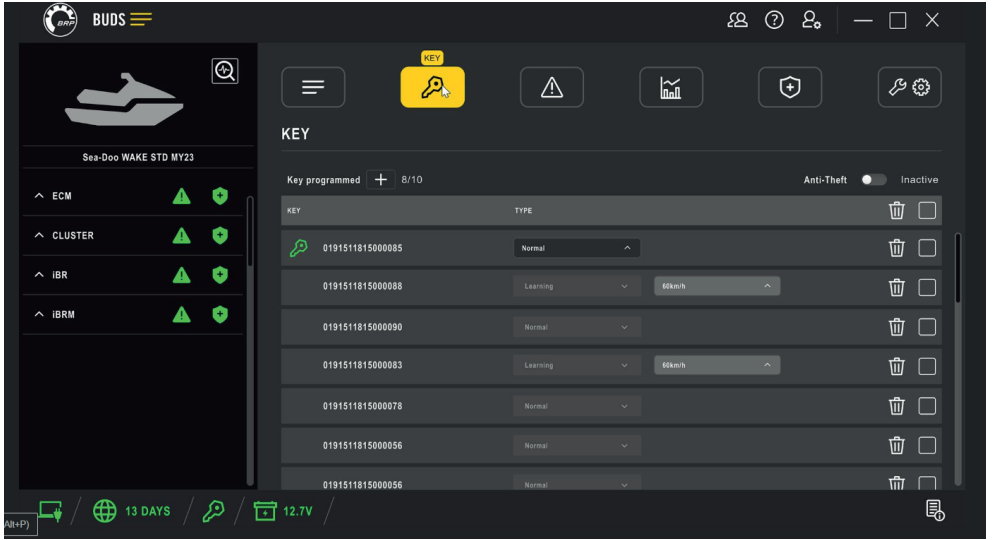 BRP BUDS
KEY
KEY
Sea-Doo WAKE STD MY23
Key programmed 8/10 Anti-Theft Inactive
ECM
CLUSTER
iBR
iBRM
KEY TYPE
0191511815000085 Normal
0191511815000088 Learning 60km/h
0191511815000090 Normal
0191511815000083 Learning 60km/h
0191511815000078 Normal
0191511815000056 Normal
0191511815000056 Normal
13 DAYS 12.7V
Alt+P)